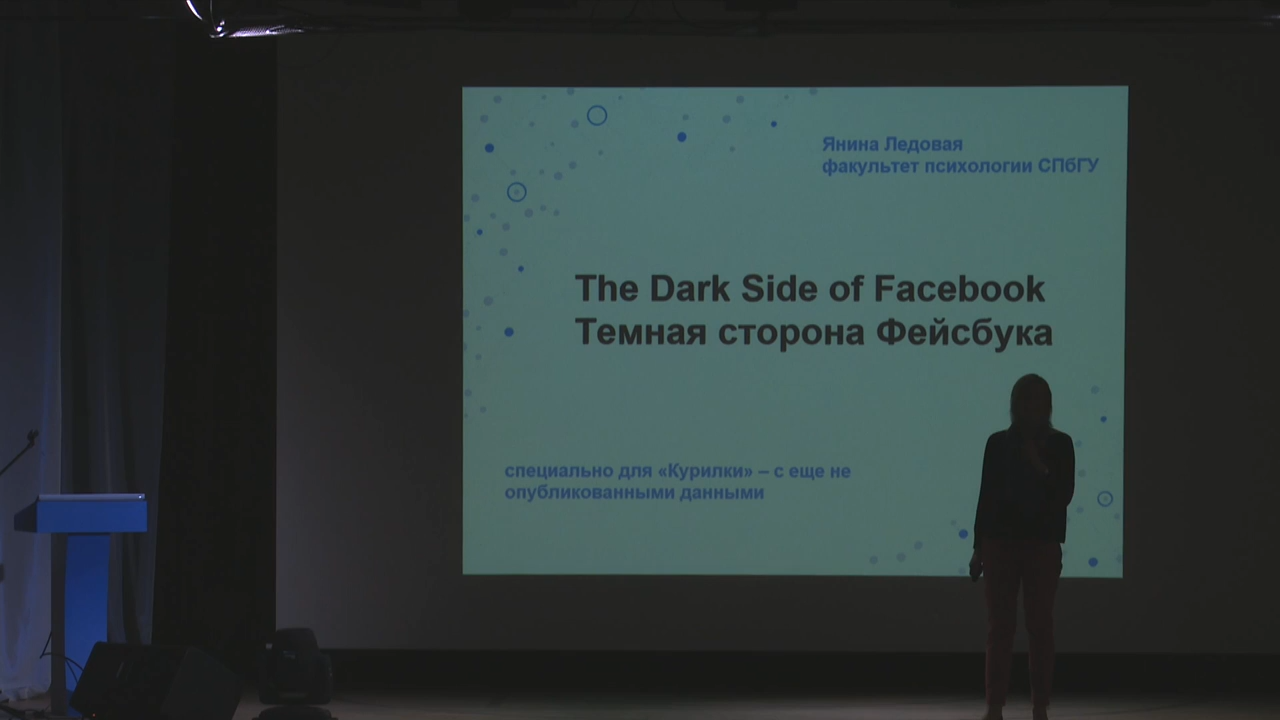 Янина Ледовая
факультет психологии СПбГУ
The Dark Side of Facebook
Темная сторона Фейсбука
специально для «Курилки» – с еще не
опубликованными данными